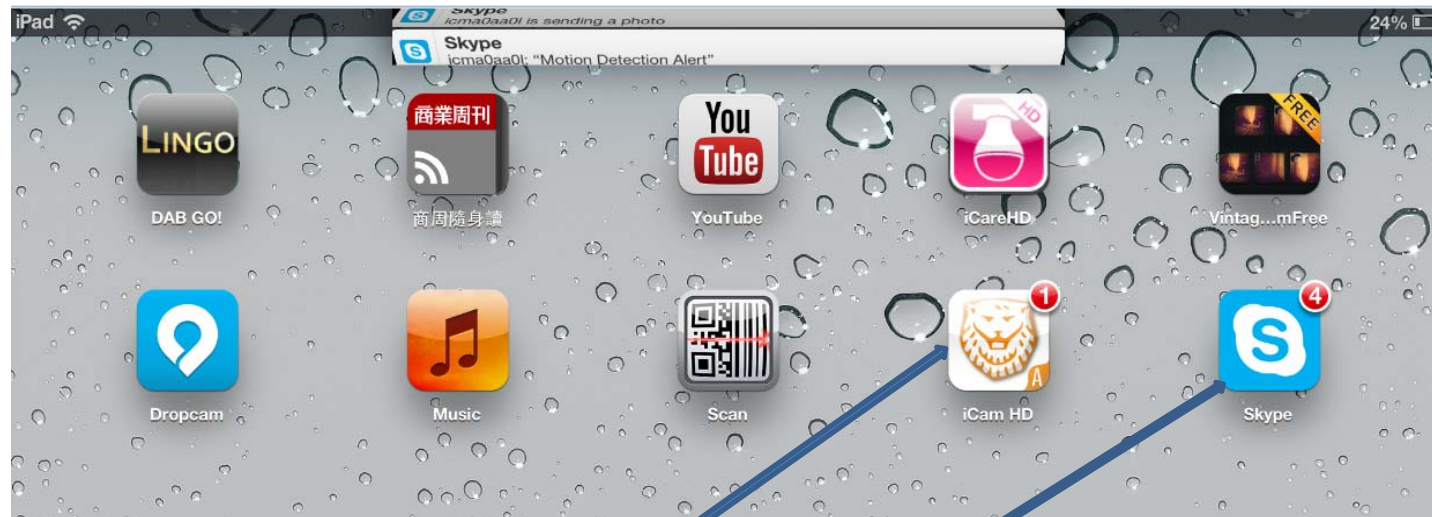 iPad
Skype
icma0aa0l is sending a photo
24%
Skype
icma0aa0l: "Motion Detection Alert"
LINGO
商業周刊
You
Tube
HD
FREE
DAB GO!
商周隨身讀
YouTube
iCareHD
Vintag...mFree
1
4
A
S
Dropcam
Music
Scan
iCam HD
Skype